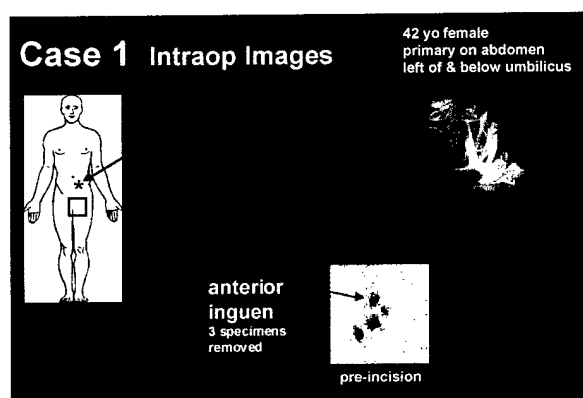 Case 1 Intraop Images
42 yo female
primary on abdomen
left of & below umbilicus
*
anterior
inguen
3 specimens
removed
pre-incision